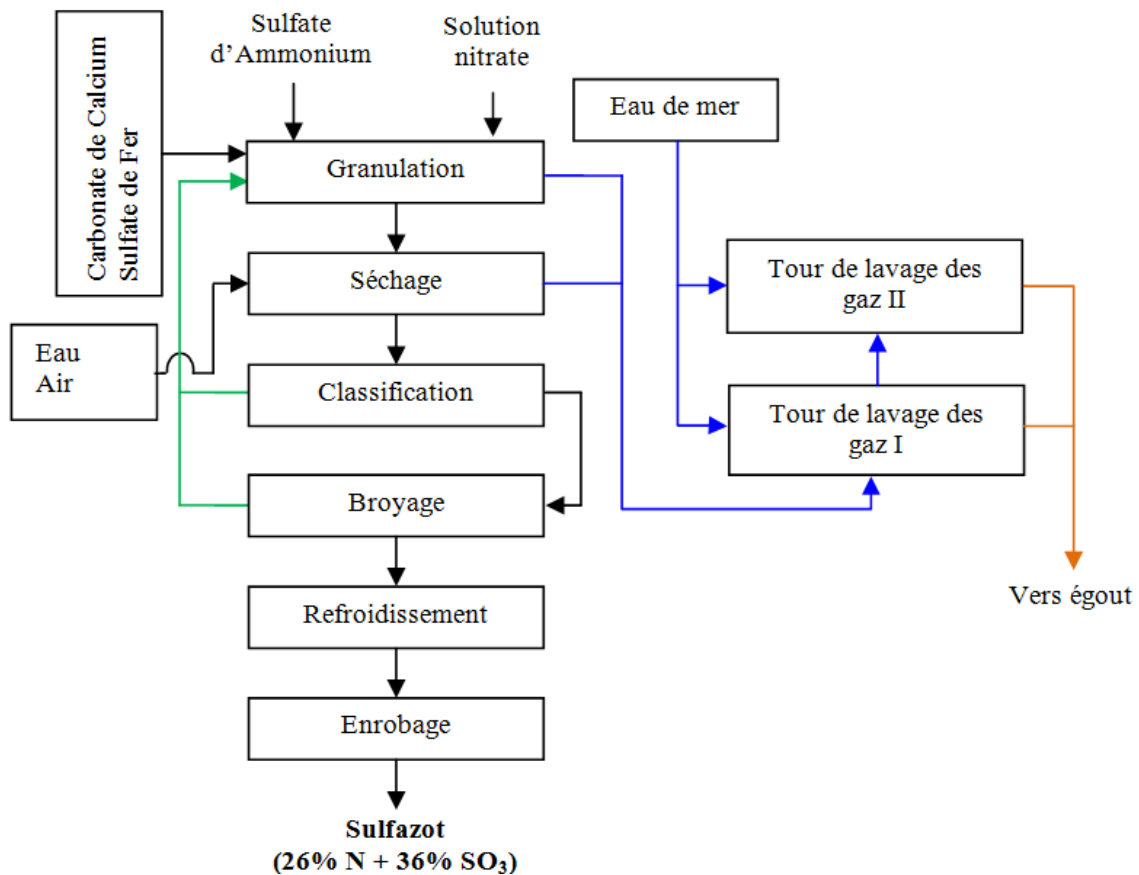 Sulfate
d’Ammonium
Solution
nitrate
Carbonate de Calcium
Sulfate de Fer
Eau de mer
Granulation
Séchage
Tour de lavage des
gaz II
Eau
Air
Classification
Tour de lavage des
gaz I
Broyage
Refroidissement
Vers égout
Enrobage
Sulfazot
(26% N + 36% SO₃)